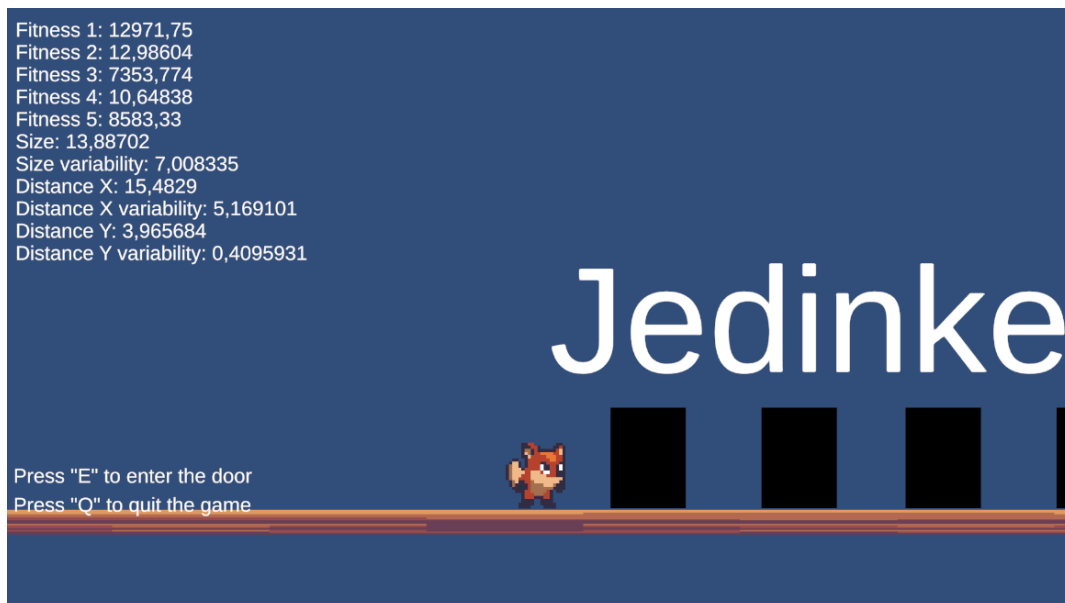 Fitness 1: 12971,75
Fitness 2: 12,98604
Fitness 3: 7353,774
Fitness 4: 10,64838
Fitness 5: 8583,33
Size: 13,88702
Size variability: 7,008335
Distance X: 15,4829
Distance X variability: 5,169101
Distance Y: 3,965684
Distance Y variability: 0,4095931
Jedinke
Press "E" to enter the door
Press "Q" to quit the game